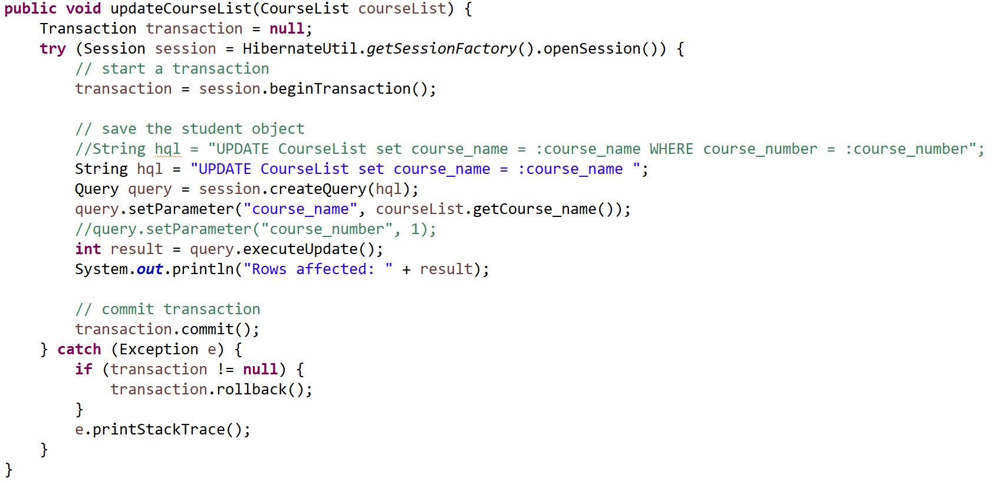 public void updateCourseList(CourseList courseList) {
    Transaction transaction = null;
    try (Session session = HibernateUtil.getSessionFactory().openSession()) {
        // start a transaction
        transaction = session.beginTransaction();

        // save the student object
        //String hql = "UPDATE CourseList set course_name = :course_name WHERE course_number = :course_number";
        String hql = "UPDATE CourseList set course_name = :course_name ";
        Query query = session.createQuery(hql);
        query.setParameter("course_name", courseList.getCourse_name());
        //query.setParameter("course_number", 1);
        int result = query.executeUpdate();
        System.out.println("Rows affected: " + result);

        // commit transaction
        transaction.commit();
    } catch (Exception e) {
        if (transaction != null) {
            transaction.rollback();
        }
        e.printStackTrace();
    }
}